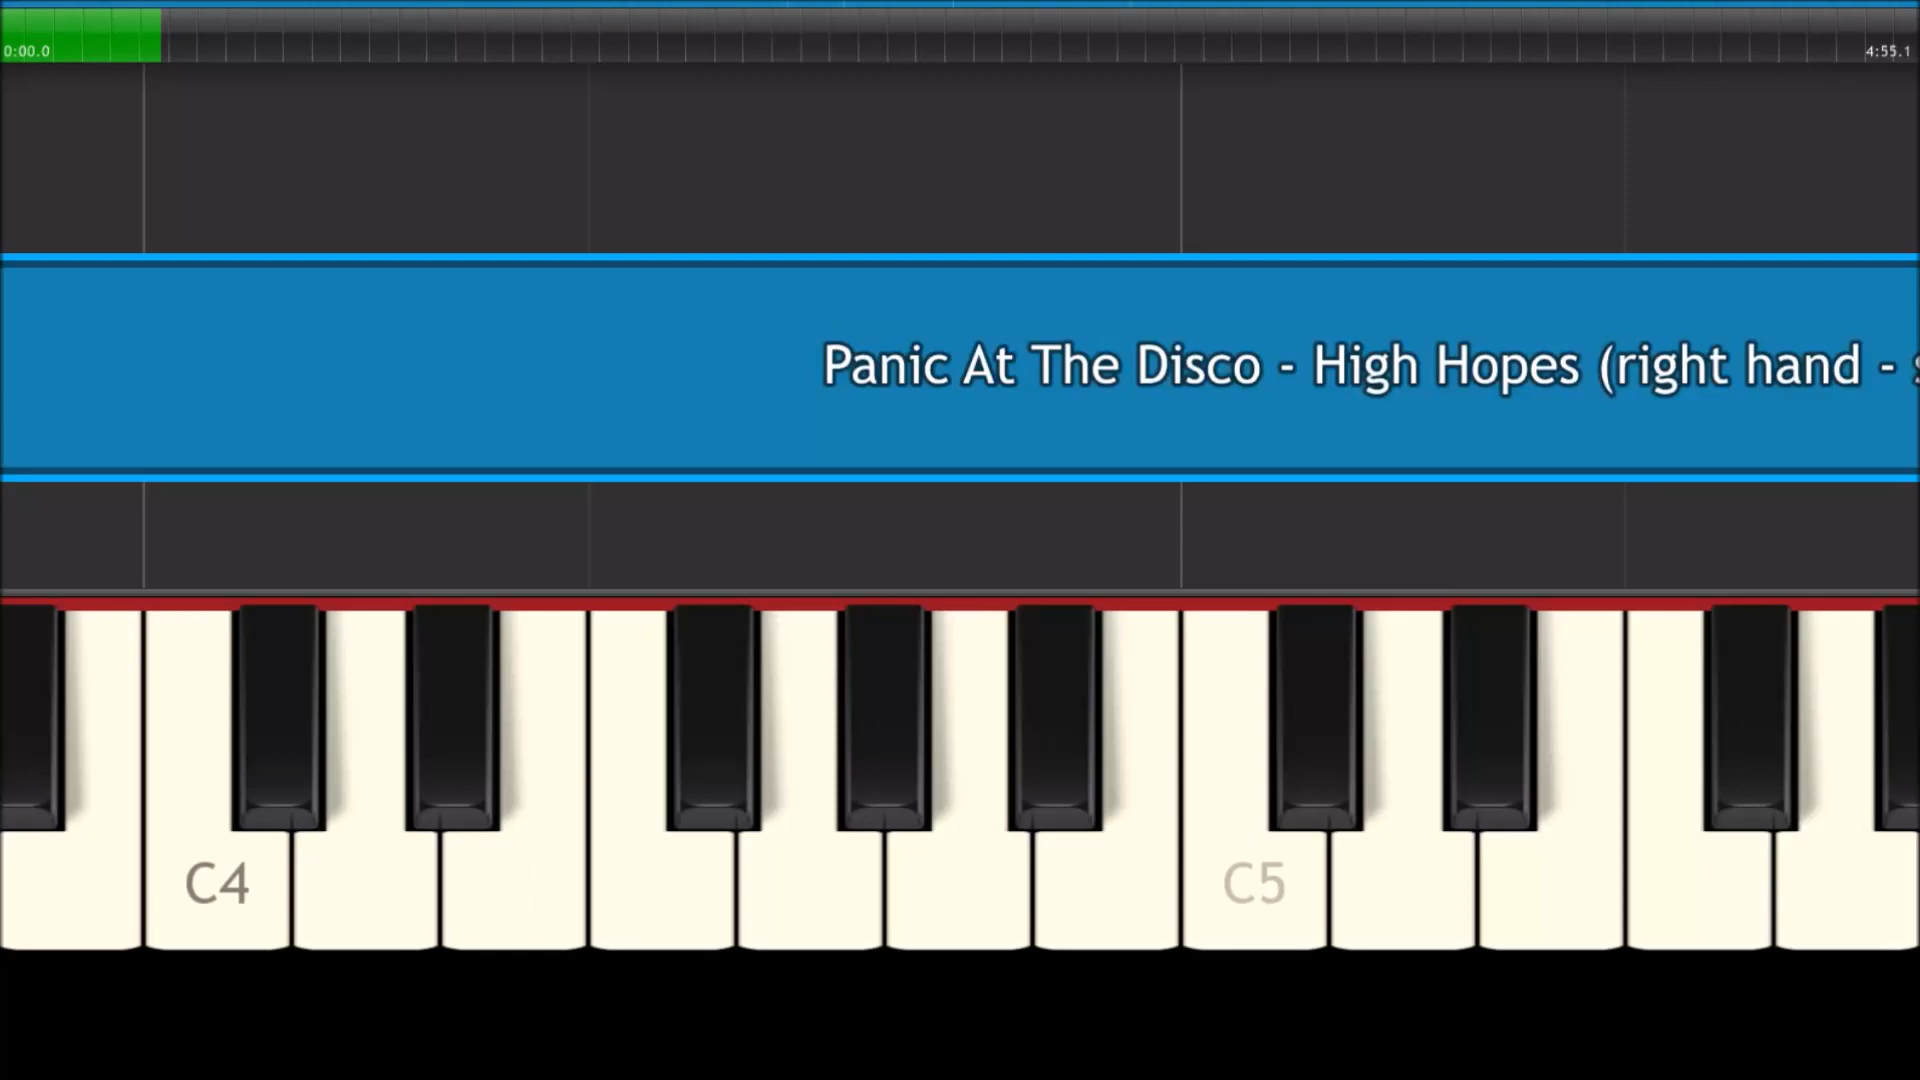 0:00.0
4:55.1
Panic At The Disco - High Hopes (right hand -
C4
C5